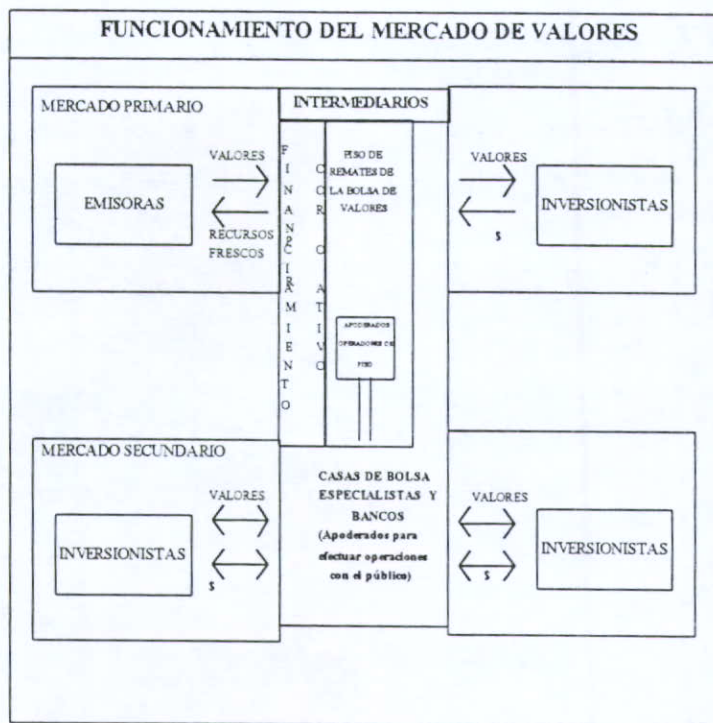 FUNCIONAMIENTO DEL MERCADO DE VALORES
MERCADO PRIMARIO
EMISORAS
VALORES
RECURSOS
FRESCOS
INTERMEDIARIOS
FINANCIAMIENTO
CORPORATIVO
PISO DE
REMATES DE
LA BOLSA DE
VALORES
APODERADOS
OPERADORES DE
PISO
VALORES
$
INVERSIONISTAS
MERCADO SECUNDARIO
VALORES
INVERSIONISTAS
$
CASAS DE BOLSA
ESPECIALISTAS Y
BANCOS
(Apoderados para
efectuar operaciones
con el público)
VALORES
$
INVERSIONISTAS